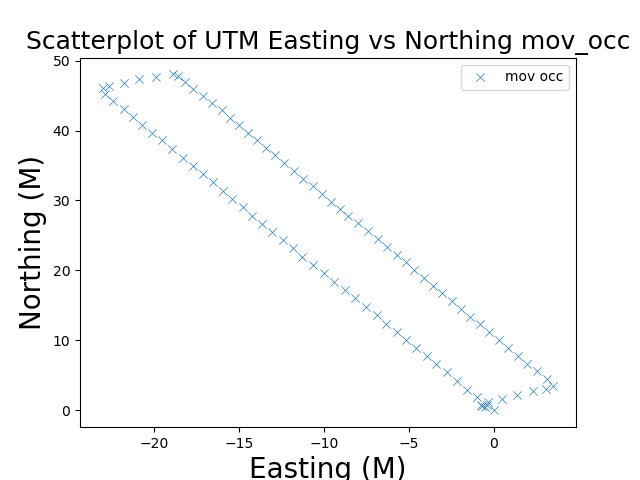 Scatterplot of UTM Easting vs Northing mov_occ
mov occ
50
40
30
20
10
0
Northing (M)
−20
−15
−10
−5
0
Easting (M)